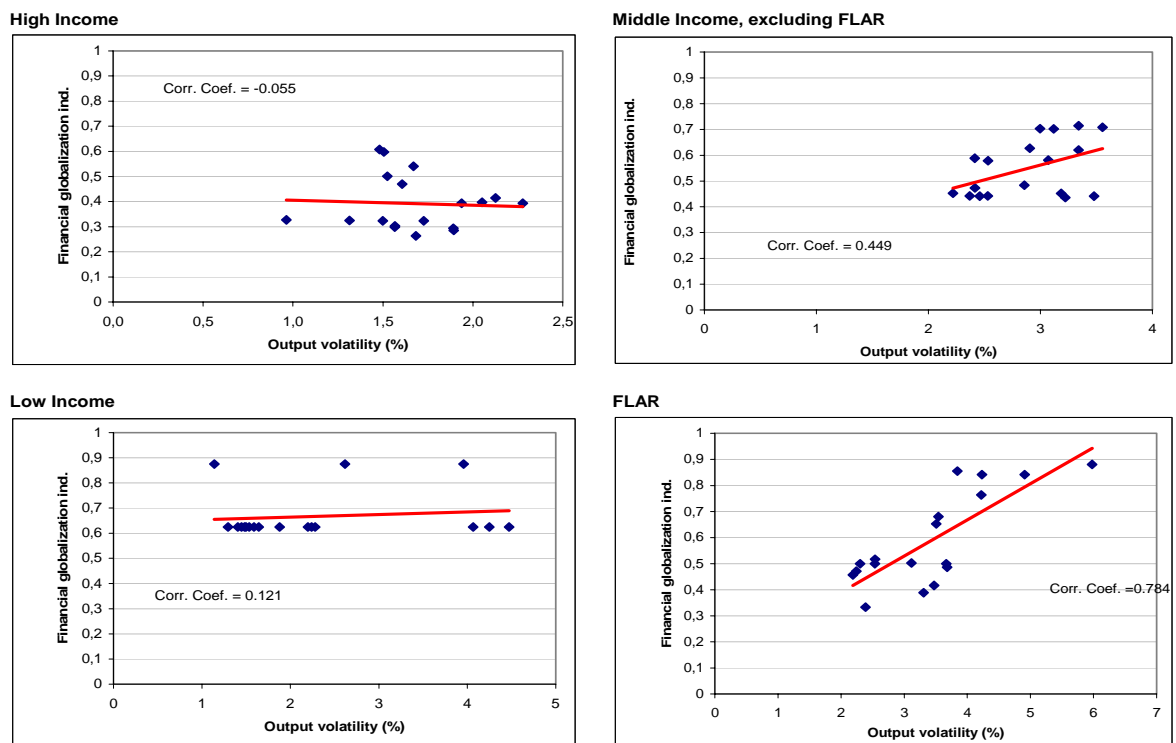 High Income
Financial globalization ind.
1
0,9
0,8
0,7
0,6
0,5
0,4
0,3
0,2
0,1
0
Corr. Coef. = -0.055
0,0 0,5 1,0 1,5 2,0 2,5
Output volatility (%)
Middle Income, excluding FLAR
Financial globalization ind.
1
0,9
0,8
0,7
0,6
0,5
0,4
0,3
0,2
0,1
0
Corr. Coef. = 0.449
0 1 2 3 4
Output volatility (%)
Low Income
Financial globalization ind.
1
0,9
0,8
0,7
0,6
0,5
0,4
0,3
0,2
0,1
0
Corr. Coef. = 0.121
0 1 2 3 4 5
Output volatility (%)
FLAR
Financial globalization ind.
1
0,9
0,8
0,7
0,6
0,5
0,4
0,3
0,2
0,1
0
Corr. Coef. =0.784
0 1 2 3 4 5 6 7
Output volatility (%)